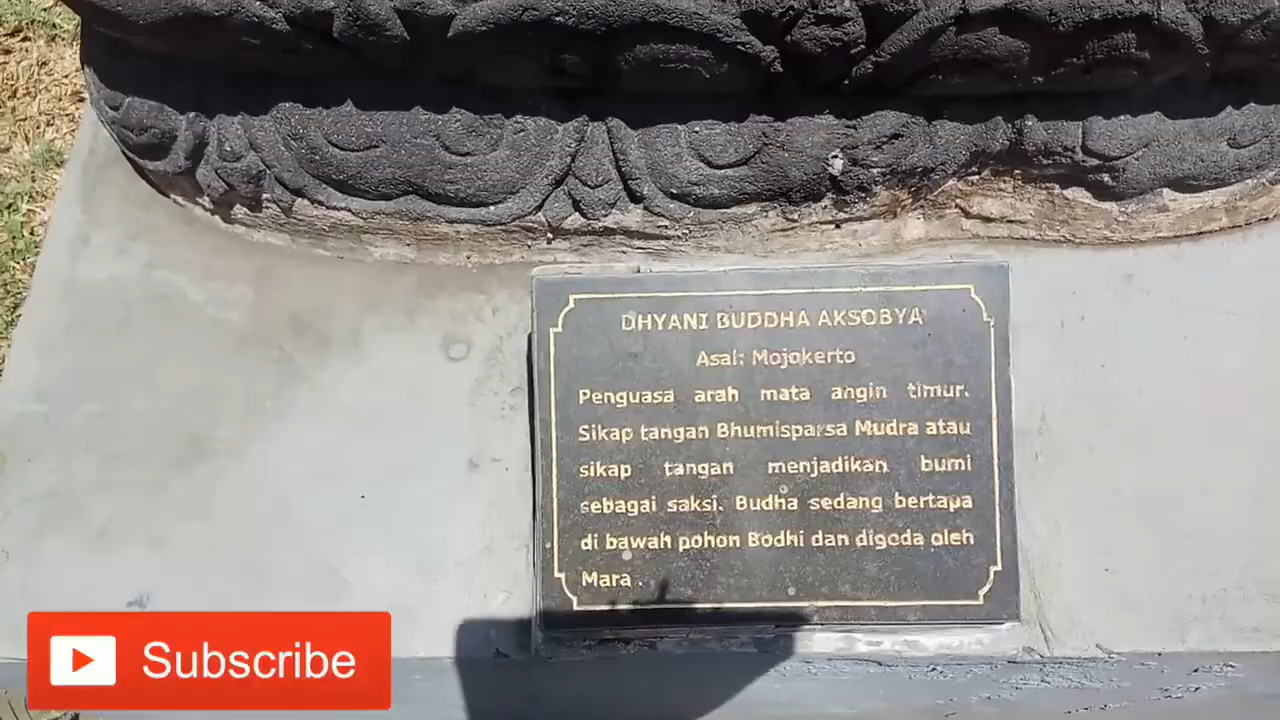 DHYANI BUDDHA AKSOBYA
Asal: Mojokerto
Penguasa arah mata angin timur.
Sikap tangan Bhumisparsa Mudra atau
sikap tangan menjadikan bumi
sebagai saksi. Budha sedang bertapa
di bawah pohon Bodhi dan digoda oleh
Mara .
Subscribe